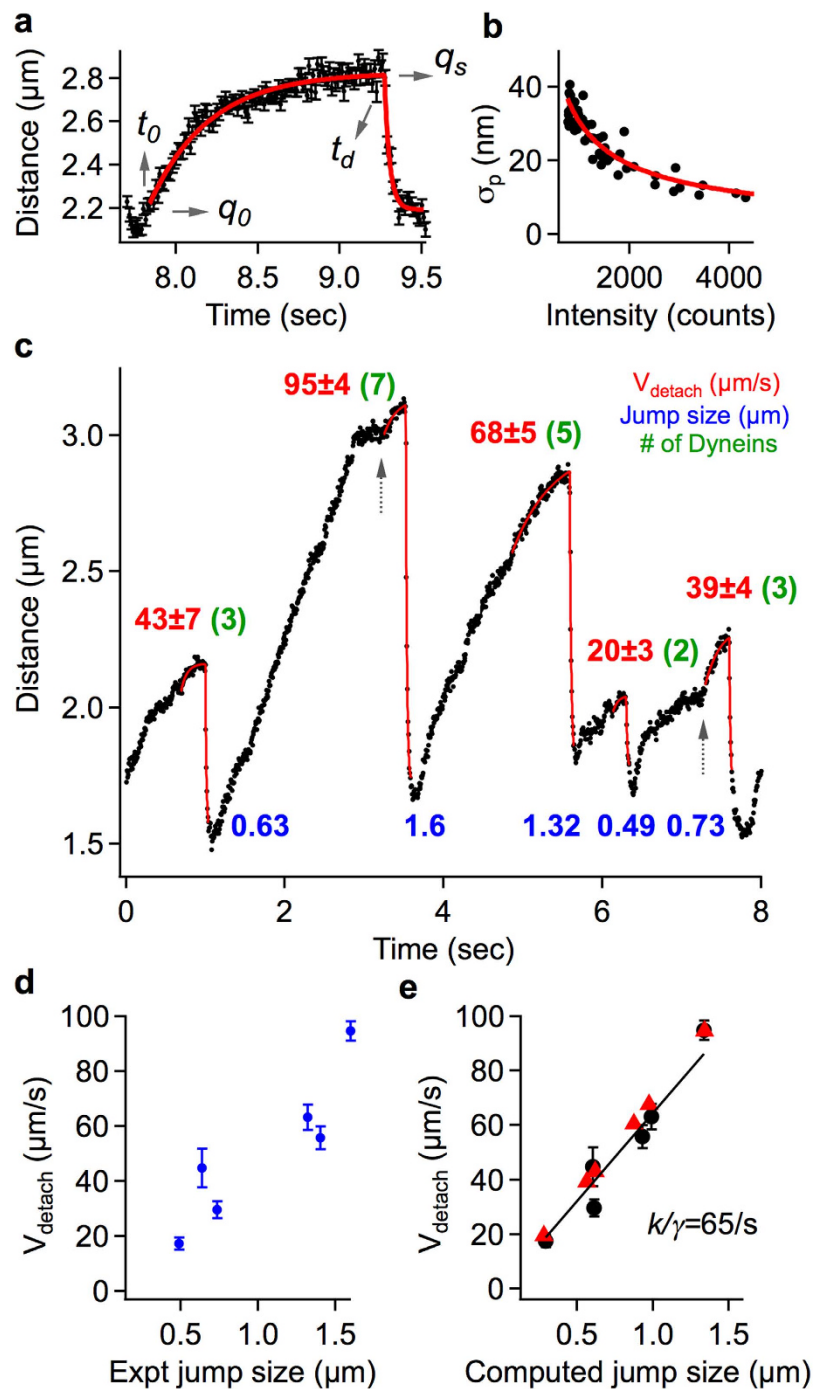 a
Distance (µm)
2.8
2.6
2.4
2.2
t0
q0
td
qs
8.0 8.5 9.0 9.5
Time (sec)
b
σp (nm)
40
20
0
2000 4000
Intensity (counts)
c
Distance (µm)
3.0
2.5
2.0
1.5
Vdetach (µm/s)
Jump size (µm)
# of Dyneins
43±7 (3)
95±4 (7)
68±5 (5)
20±3 (2)
39±4 (3)
0.63 1.6 1.32 0.49 0.73
0 2 4 6 8
Time (sec)
d
Vdetach (µm/s)
100
80
60
40
20
0
0.5 1.0 1.5
Expt jump size (µm)
e
Vdetach (µm/s)
100
80
60
40
20
0
k/γ=65/s
0.5 1.0 1.5
Computed jump size (µm)